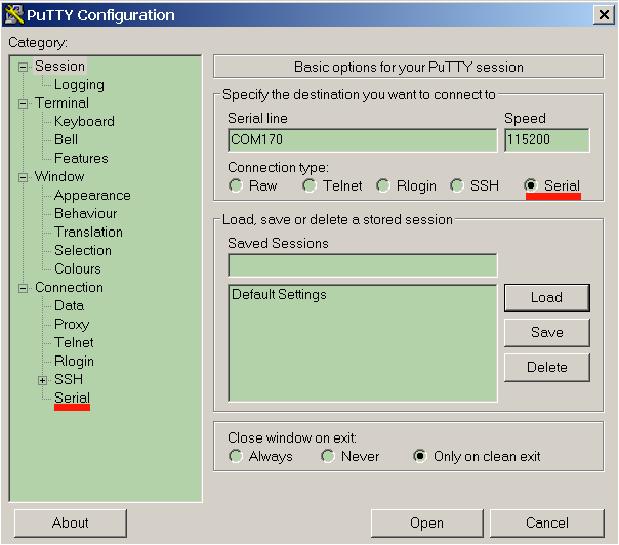 PuTTY Configuration
Category:
Session
Logging
Terminal
Keyboard
Bell
Features
Window
Appearance
Behaviour
Translation
Selection
Colours
Connection
Data
Proxy
Telnet
Rlogin
SSH
Serial
Basic options for your PuTTY session
Specify the destination you want to connect to
Serial line Speed
COM170 115200
Connection type:
Raw Telnet Rlogin SSH Serial
Load, save or delete a stored session
Saved Sessions
Default Settings
Load
Save
Delete
Close window on exit:
Always Never Only on clean exit
About Open Cancel